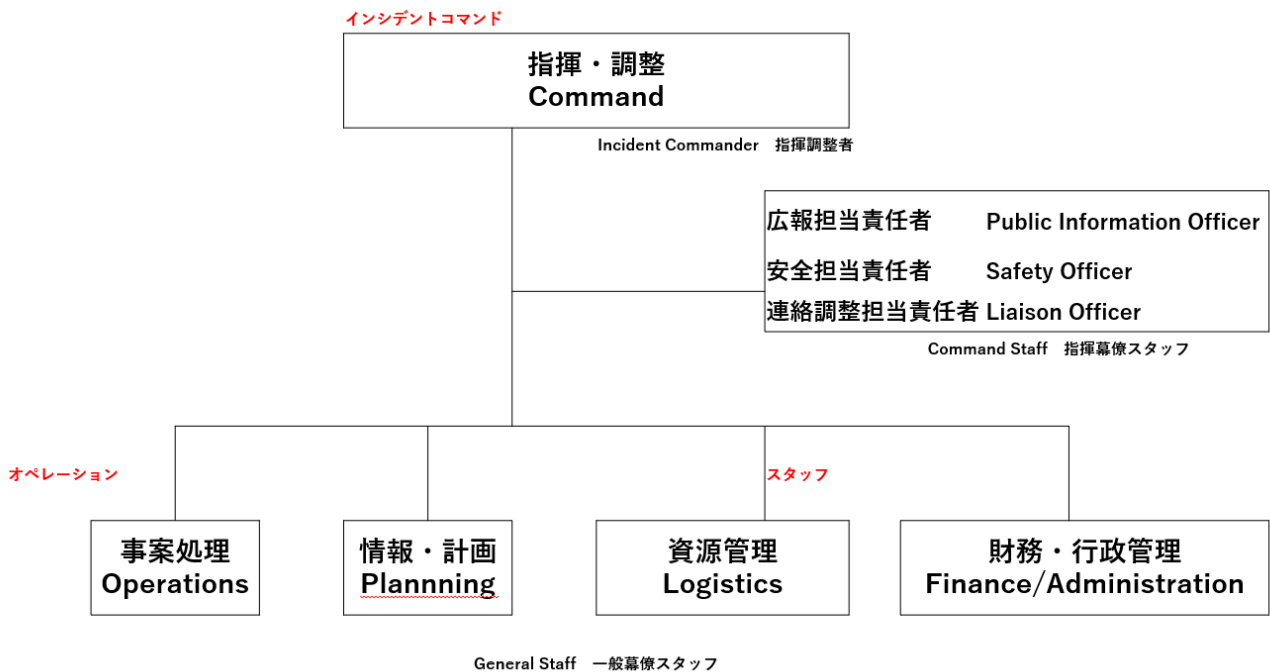 インシデントコマンド
指揮・調整
Command
Incident Commander　指揮調整者
広報担当責任者　Public Information Officer
安全担当責任者　Safety Officer
連絡調整担当責任者 Liaison Officer
Command Staff　指揮幕僚スタッフ
オペレーション
スタッフ
事案処理
Operations
情報・計画
Plannning
資源管理
Logistics
財務・行政管理
Finance/Administration
General Staff　一般幕僚スタッフ